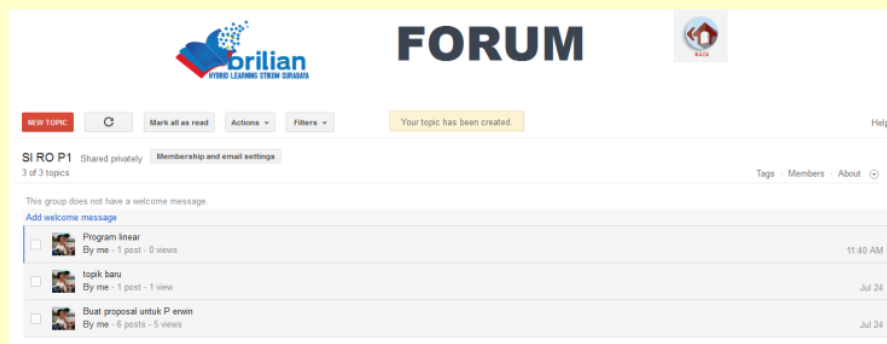 brilian
HYBRID LEARNING STIKOM SURABAYA
FORUM
BACK
NEW TOPIC
Mark all as read
Actions
Filters
Your topic has been created.
Help
SI RO P1 Shared privately Membership and email settings
3 of 3 topics
Tags · Members · About
This group does not have a welcome message.
Add welcome message
Program linear
By me - 1 post - 0 views
11:40 AM
topik baru
By me - 1 post - 1 view
Jul 24
Buat proposal untuk P erwin
By me - 6 posts - 5 views
Jul 24